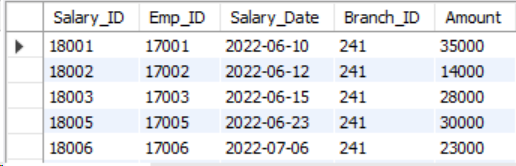 Salary_ID Emp_ID Salary_Date Branch_ID Amount
18001 17001 2022-06-10 241 35000
18002 17002 2022-06-12 241 14000
18003 17003 2022-06-15 241 28000
18005 17005 2022-06-23 241 30000
18006 17006 2022-07-06 241 23000